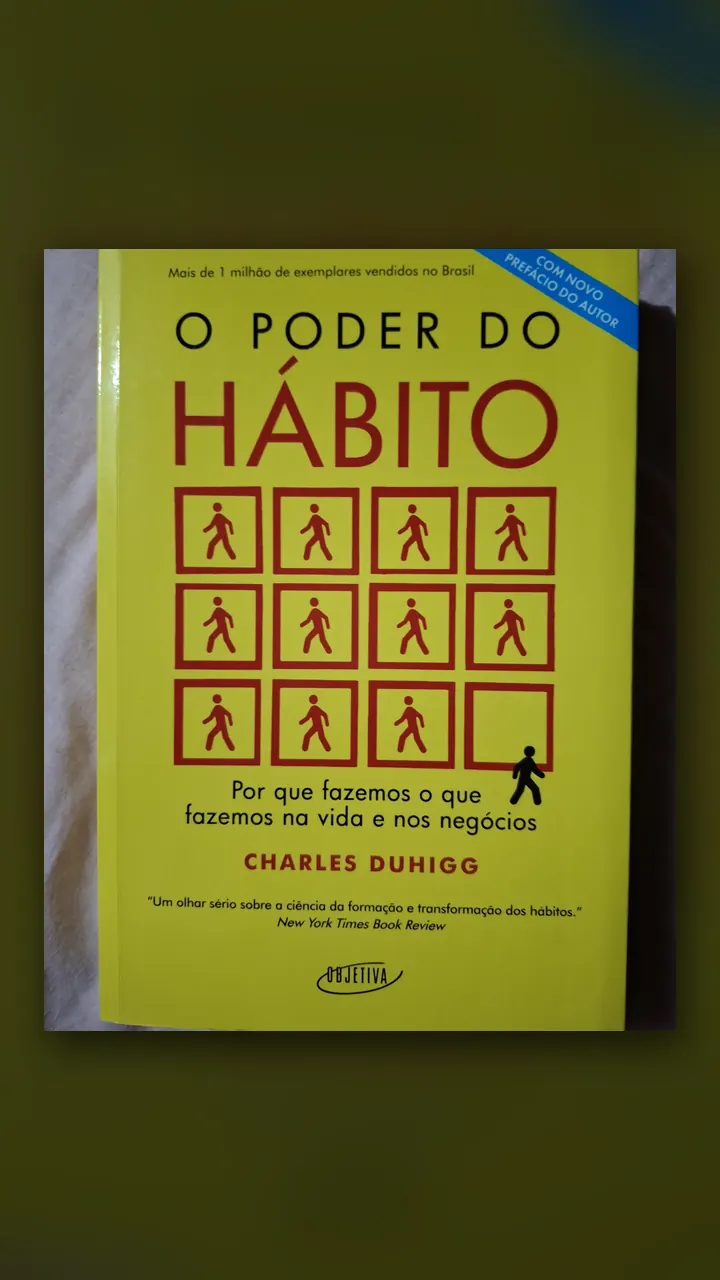 Mais de 1 milhão de exemplares vendidos no Brasil
COM NOVO
PREFÁCIO DO AUTOR
O PODER DO
HÁBITO
Por que fazemos o que
fazemos na vida e nos negócios
CHARLES DUHIGG
“Um olhar sério sobre a ciência da formação e transformação dos hábitos.”
New York Times Book Review
OBJETIVA